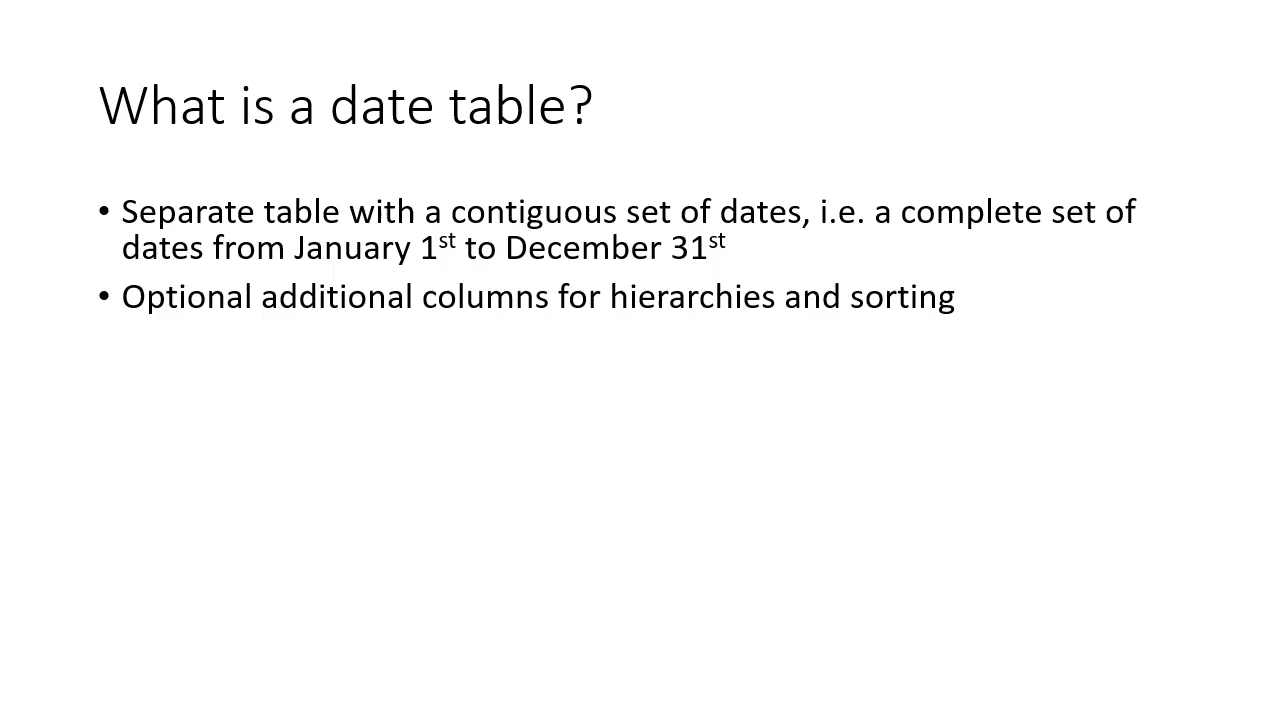 What is a date table?
• Separate table with a contiguous set of dates, i.e. a complete set of
dates from January 1st to December 31st
• Optional additional columns for hierarchies and sorting